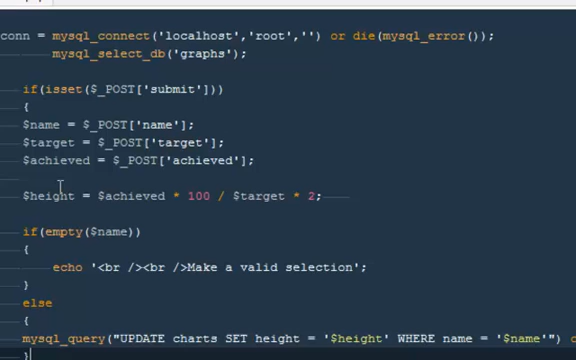 conn = mysql_connect('localhost','root','') or die(mysql_error());
mysql_select_db('graphs');
if(isset($_POST['submit']))
{
$name = $_POST['name'];
$target = $_POST['target'];
$achieved = $_POST['achieved'];
$height = $achieved * 100 / $target * 2;
if(empty($name))
{
echo '<br /><br />Make a valid selection';
}
else
{
mysql_query("UPDATE charts SET height = '$height' WHERE name = '$name'")
}